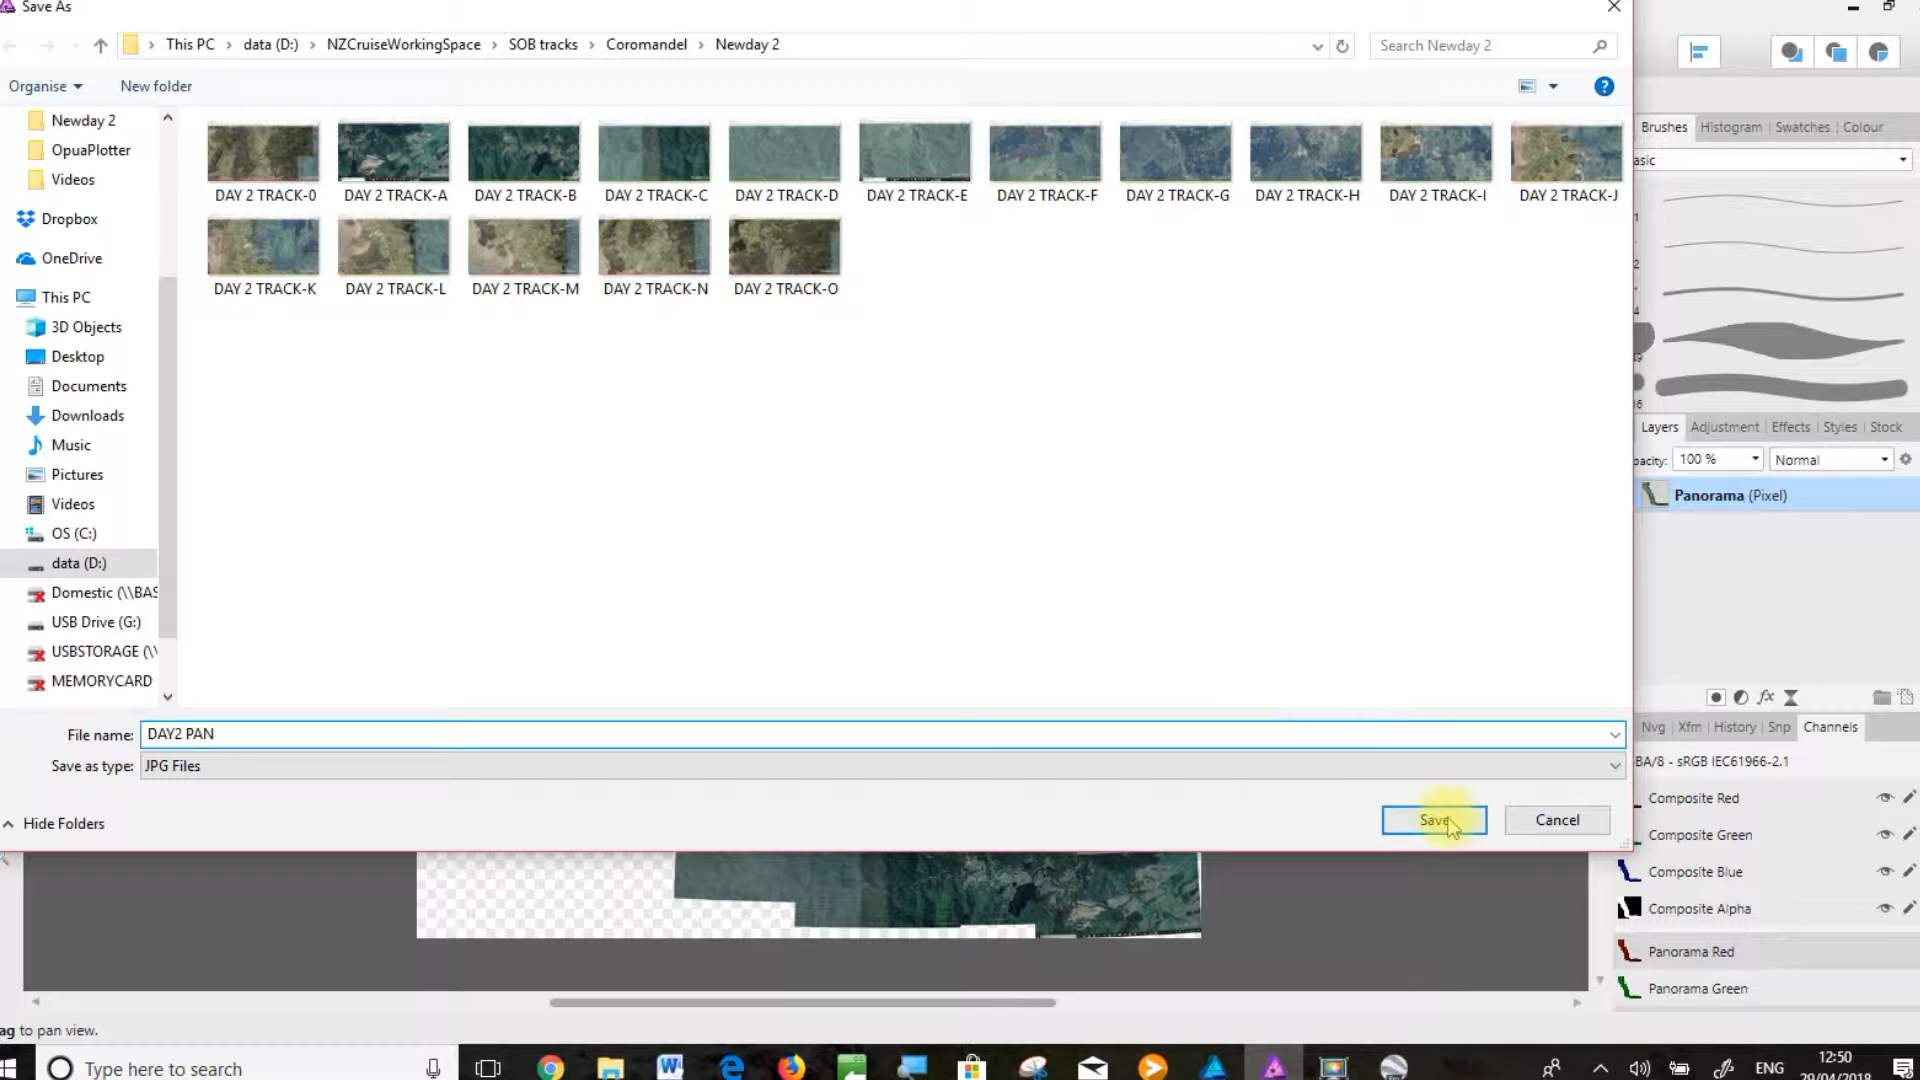 Save As
This PC > data (D:) > NZCruiseWorkingSpace > SOB tracks > Coromandel > Newday 2
Search Newday 2
Organise
New folder
Newday 2
OpuaPlotter
Videos
Dropbox
OneDrive
This PC
3D Objects
Desktop
Documents
Downloads
Music
Pictures
Videos
OS (C:)
data (D:)
Domestic (\\BAS
USB Drive (G:)
USBSTORAGE (\\
MEMORYCARD
DAY 2 TRACK-0
DAY 2 TRACK-A
DAY 2 TRACK-B
DAY 2 TRACK-C
DAY 2 TRACK-D
DAY 2 TRACK-E
DAY 2 TRACK-F
DAY 2 TRACK-G
DAY 2 TRACK-H
DAY 2 TRACK-I
DAY 2 TRACK-J
DAY 2 TRACK-K
DAY 2 TRACK-L
DAY 2 TRACK-M
DAY 2 TRACK-N
DAY 2 TRACK-O
File name: DAY2 PAN
Save as type: JPG Files
Hide Folders
Save
Cancel
Brushes | Histogram | Swatches | Colour
asic
1
2
4
Layers | Adjustment | Effects | Styles | Stock
pacity: 100 % Normal
Panorama (Pixel)
fx
Nvg | Xfm | History | Snp | Channels
BA/8 - sRGB IEC61966-2.1
Composite Red
Composite Green
Composite Blue
Composite Alpha
Panorama Red
Panorama Green
ag to pan view.
Type here to search
ENG
12:50
29/04/2018